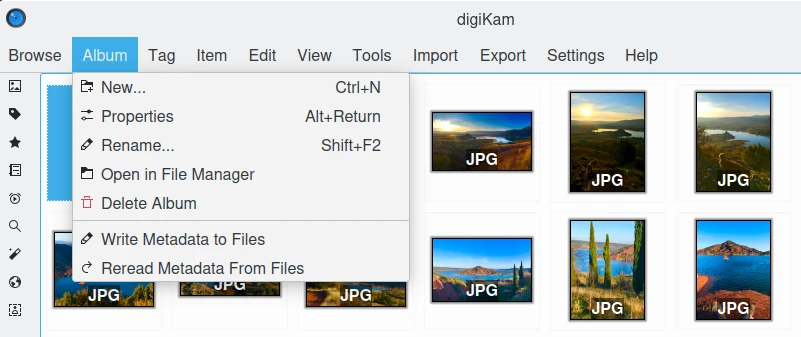 digiKam
Browse Album Tag Item Edit View Tools Import Export Settings Help
New... Ctrl+N
Properties Alt+Return
Rename... Shift+F2
Open in File Manager
Delete Album
Write Metadata to Files
Reread Metadata From Files
JPG JPG JPG
JPG JPG JPG JPG JPG JPG